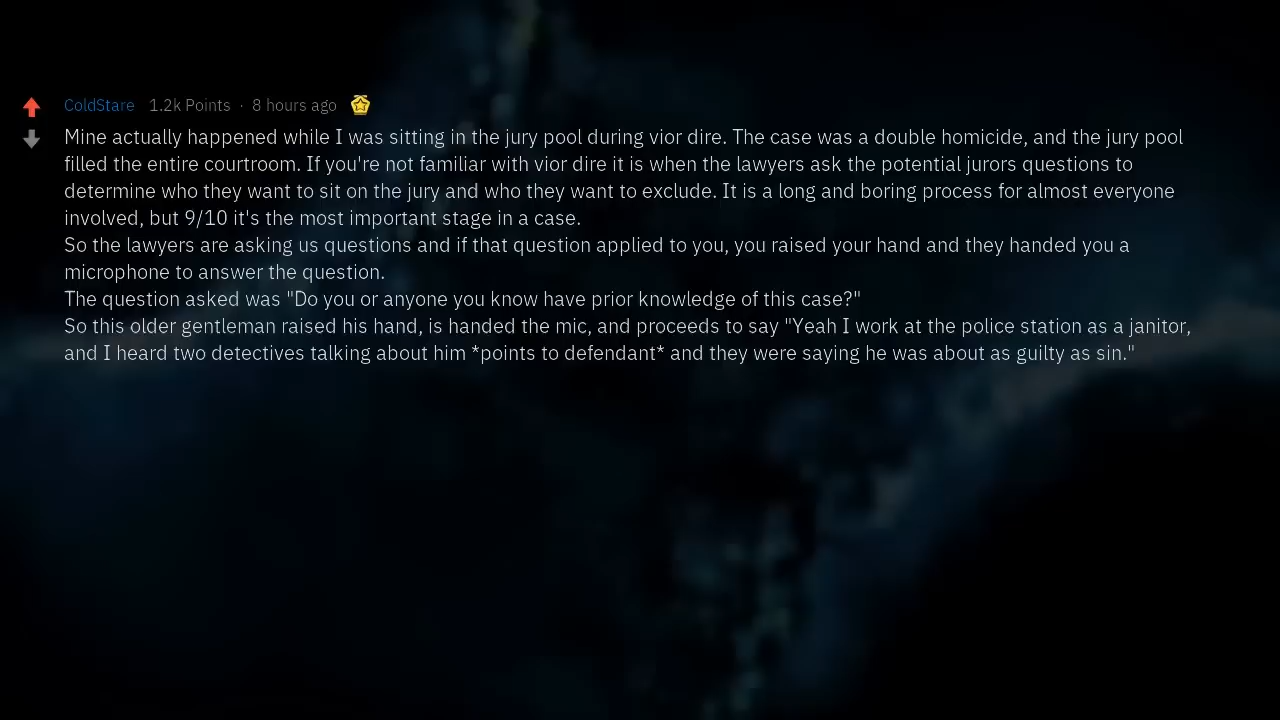 ColdStare 1.2k Points · 8 hours ago
Mine actually happened while I was sitting in the jury pool during vior dire. The case was a double homicide, and the jury pool
filled the entire courtroom. If you're not familiar with vior dire it is when the lawyers ask the potential jurors questions to
determine who they want to sit on the jury and who they want to exclude. It is a long and boring process for almost everyone
involved, but 9/10 it's the most important stage in a case.
So the lawyers are asking us questions and if that question applied to you, you raised your hand and they handed you a
microphone to answer the question.
The question asked was "Do you or anyone you know have prior knowledge of this case?"
So this older gentleman raised his hand, is handed the mic, and proceeds to say "Yeah I work at the police station as a janitor,
and I heard two detectives talking about him *points to defendant* and they were saying he was about as guilty as sin."